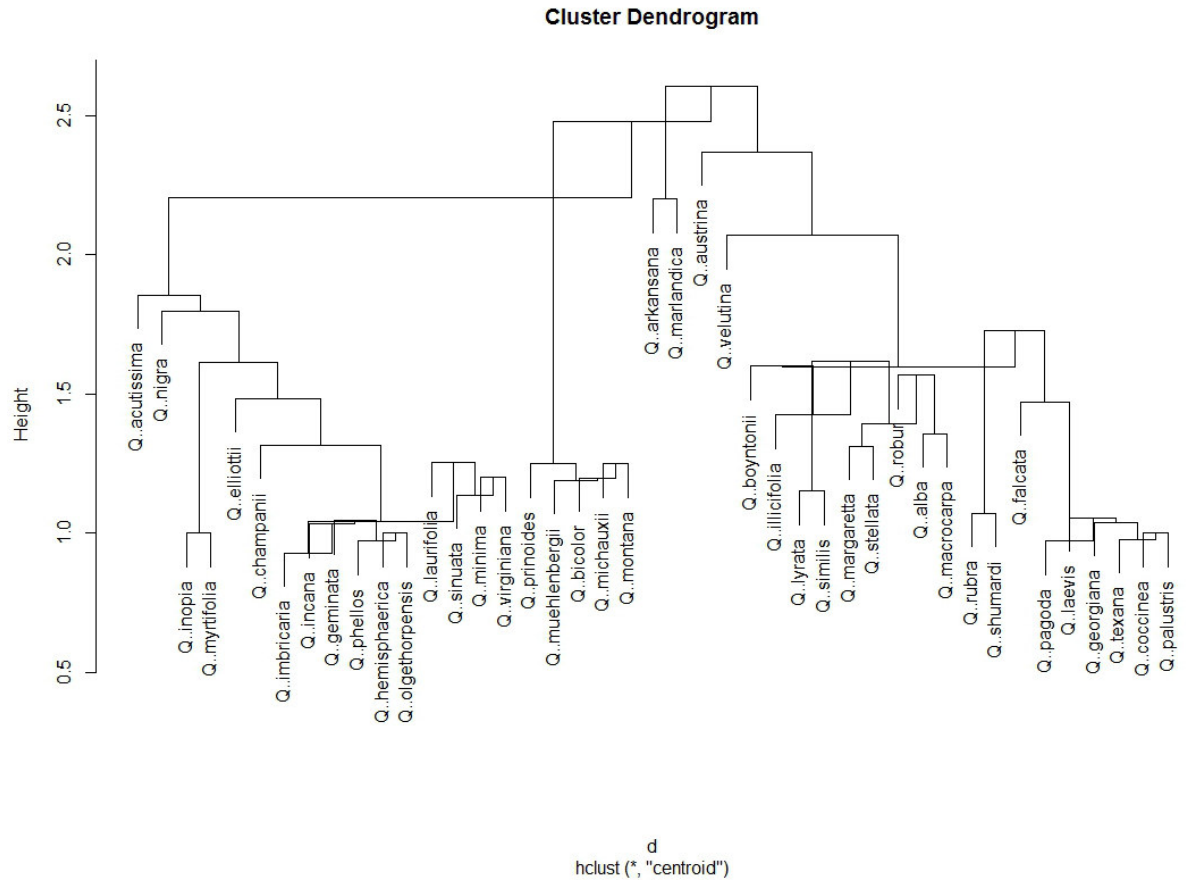 Cluster Dendrogram
Height
2.5
2.0
1.5
1.0
0.5
Q..acutissima
Q..nigra
Q..inopia
Q..myrtifolia
Q..elliottii
Q..champanii
Q..imbricaria
Q..incana
Q..geminata
Q..phellos
Q..hemisphaerica
Q..olgethorpensis
Q..laurifolia
Q..sinuata
Q..minima
Q..virginiana
Q..prinoides
Q..muehlenbergii
Q..bicolor
Q..michauxii
Q..montana
Q..arkansana
Q..marlandica
Q..austrina
Q..velutina
Q..boyntonii
Q..illicifolia
Q..lyrata
Q..similis
Q..margaretta
Q..stellata
Q..robur
Q..alba
Q..macrocarpa
Q..rubra
Q..shumardi
Q..falcata
Q..pagoda
Q..laevis
Q..georgiana
Q..texana
Q..coccinea
Q..palustris
d
hclust (*, "centroid")